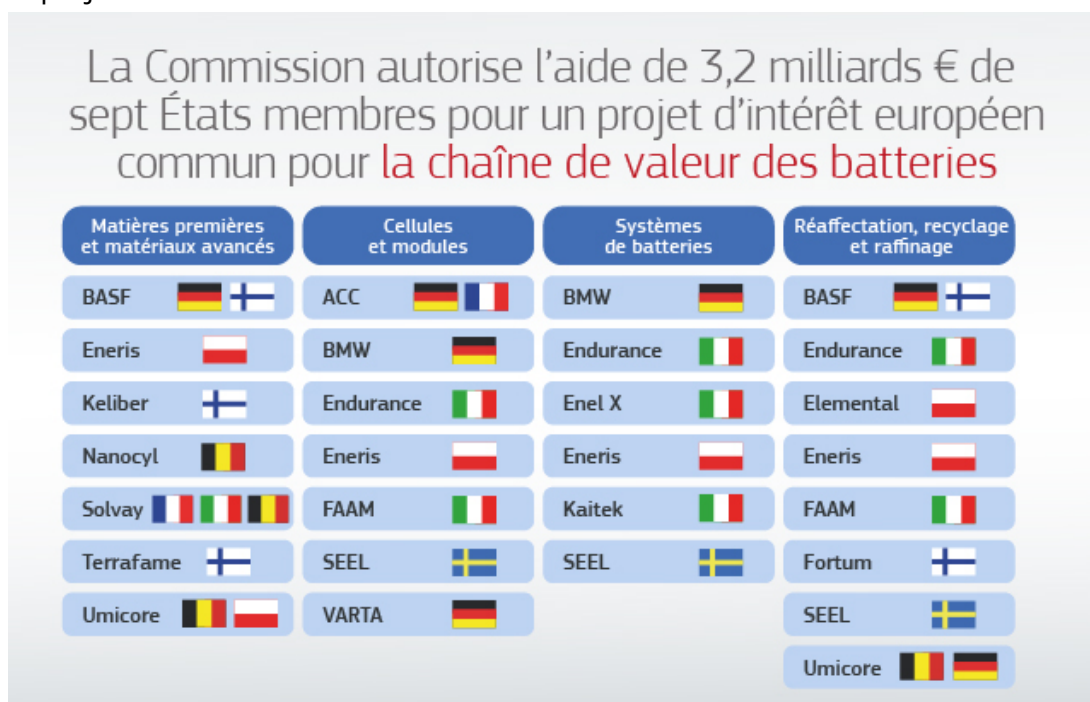 La Commission autorise l'aide de 3,2 milliards € de
sept États membres pour un projet d'intérêt européen
commun pour la chaîne de valeur des batteries
Matières premières
et matériaux avancés
BASF
Eneris
Keliber
Nanocyl
Solvay
Terrafame
Umicore
Cellules
et modules
ACC
BMW
Endurance
Eneris
FAAM
SEEL
VARTA
Systèmes
de batteries
BMW
Endurance
Enel X
Eneris
Kaitek
SEEL
Réaffectation, recyclage
et raffinage
BASF
Endurance
Elemental
Eneris
FAAM
Fortum
SEEL
Umicore